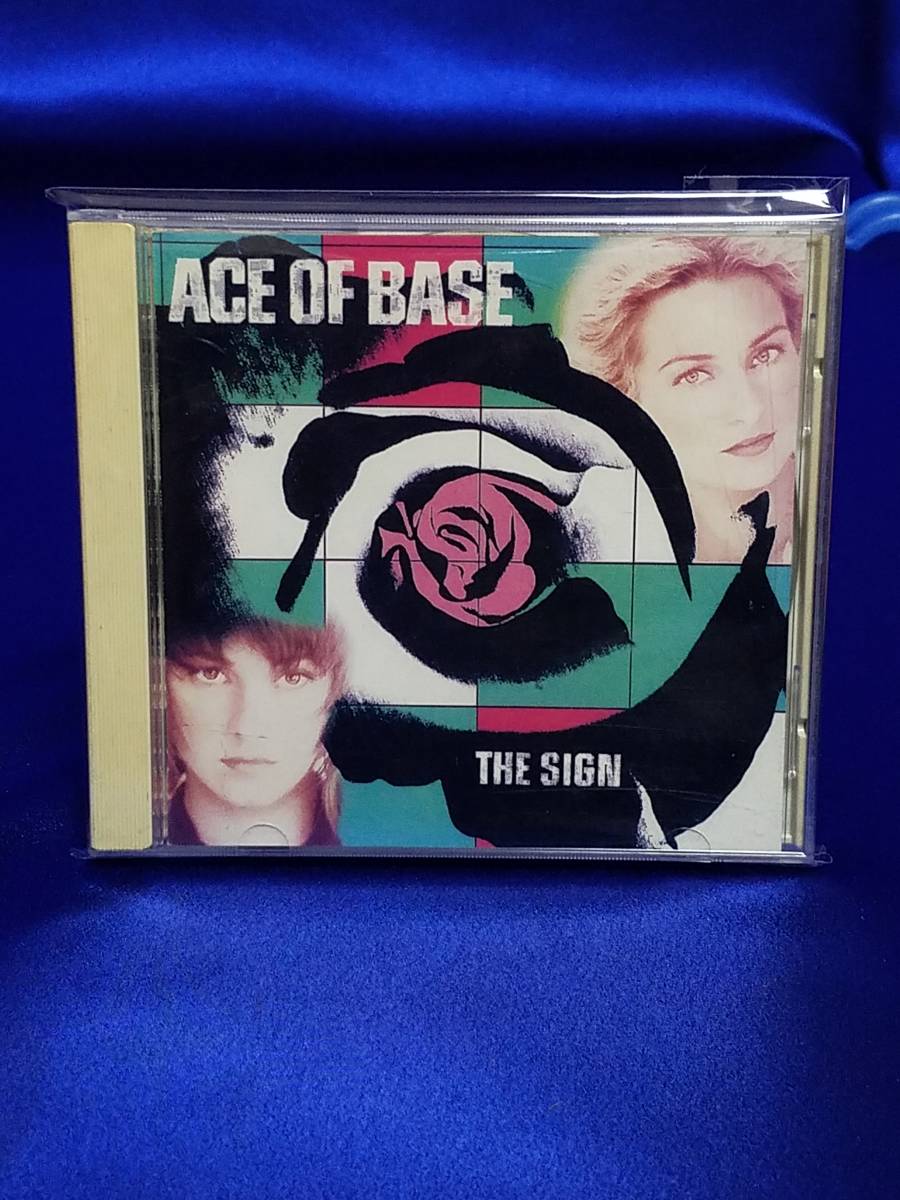 ACE OF BASE
THE SIGN